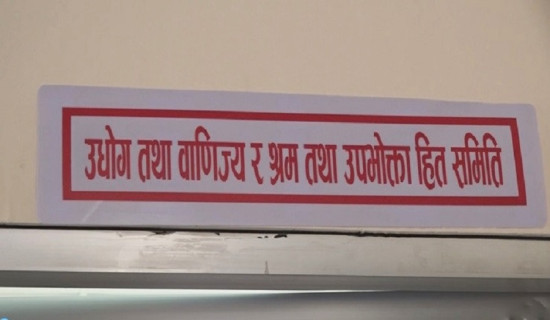 उधोग तथा वाणिज्य र श्रम तथा उपभोक्ता हित समिति